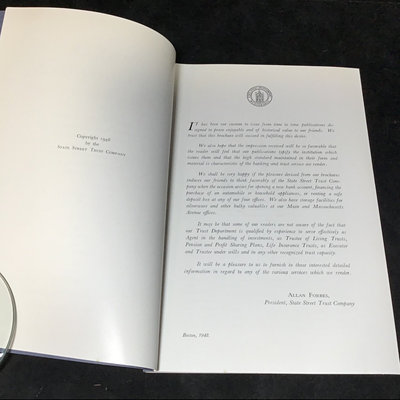 Copyright 1948
by the
STATE STREET TRUST COMPANY
It has been our custom to issue from time to time publications de-
signed to prove enjoyable and of historical value to our friends. We
trust that this brochure will succeed in fulfilling this desire.
We also hope that the impression received will be so favorable that
the reader will feel that our publications typify the institution which
issues them and that the high standard maintained in their form and
material is characteristic of the banking and trust service we render.
We shall be very happy if the pleasure derived from our brochures
induces our friends to think favorably of the State Street Trust Com-
pany when the occasion arises for opening a new bank account, financing the
purchase of an automobile or household appliances, or renting a safe
deposit box at any of our four offices. We also have storage facilities for
silverware and other bulky valuables at our Main and Massachusetts
Avenue offices.
It may be that some of our readers are not aware of the fact that
our Trust Department is qualified by experience to serve effectively as
Agent in the handling of investments, as Trustee of Living Trusts,
Pension and Profit Sharing Plans, Life Insurance Trusts, as Executor
and Trustee under wills and in any other recognized trust capacity.
It will be a pleasure to us to furnish to those interested detailed
information in regard to any of the various services which we render.
ALLAN FORBES,
President, State Street Trust Company
Boston, 1948.